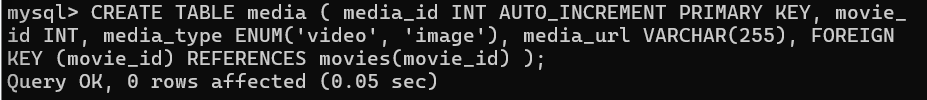 mysql> CREATE TABLE media ( media_id INT AUTO_INCREMENT PRIMARY KEY, movie_
id INT, media_type ENUM('video', 'image'), media_url VARCHAR(255), FOREIGN
KEY (movie_id) REFERENCES movies(movie_id) );
Query OK, 0 rows affected (0.05 sec)